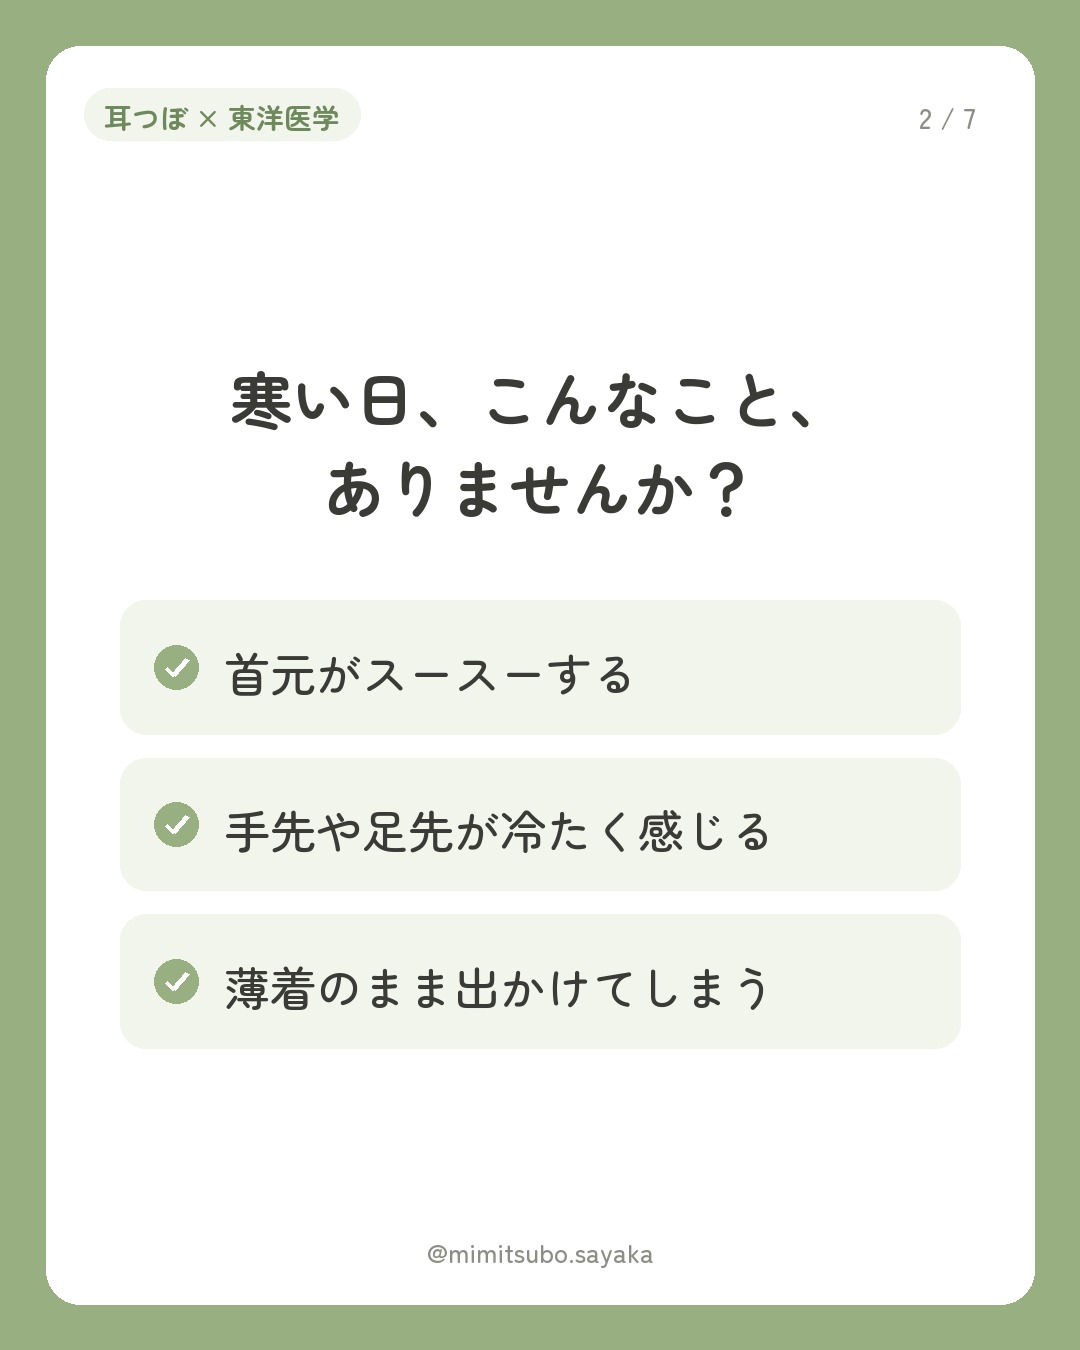 耳つぼ × 東洋医学
2 / 7
寒い日、こんなこと、
ありませんか？
首元がスースーする
手先や足先が冷たく感じる
薄着のまま出かけてしまう
@mimitsubo.sayaka